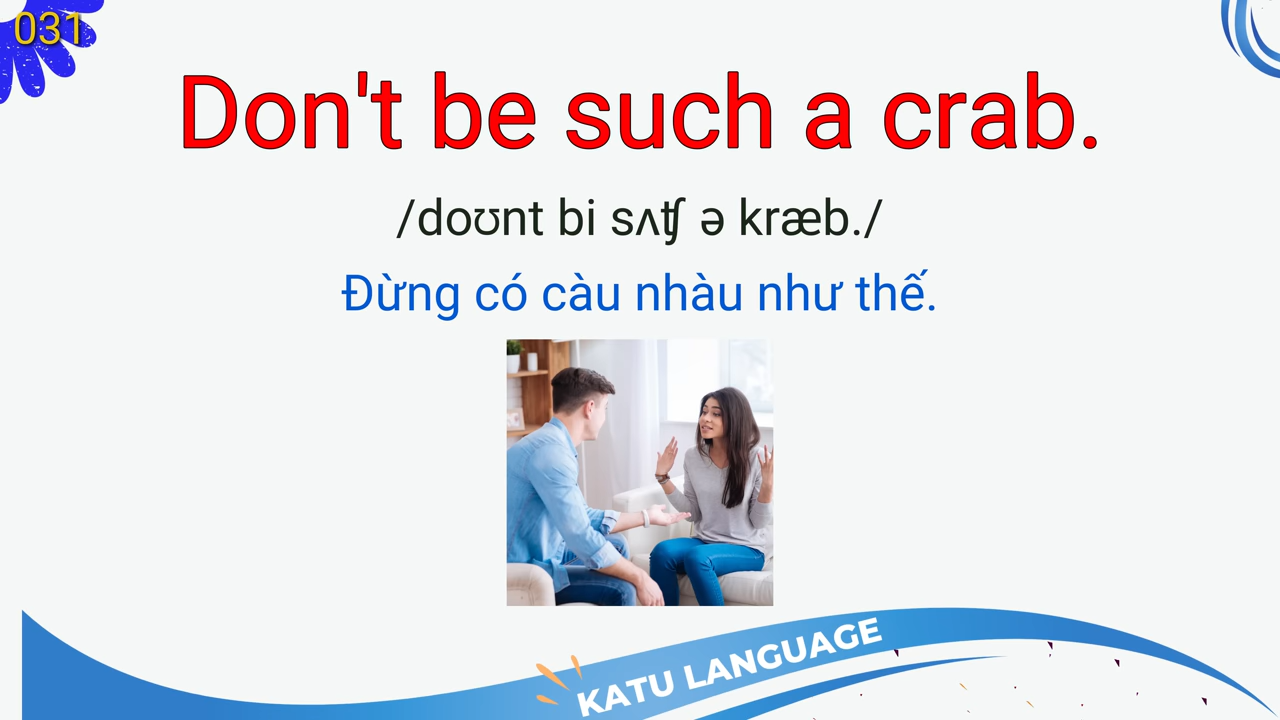 031
Don't be such a crab.
/doʊnt bi sʌʧ ə kræb./
Đừng có càu nhàu như thế.
KATU LANGUAGE